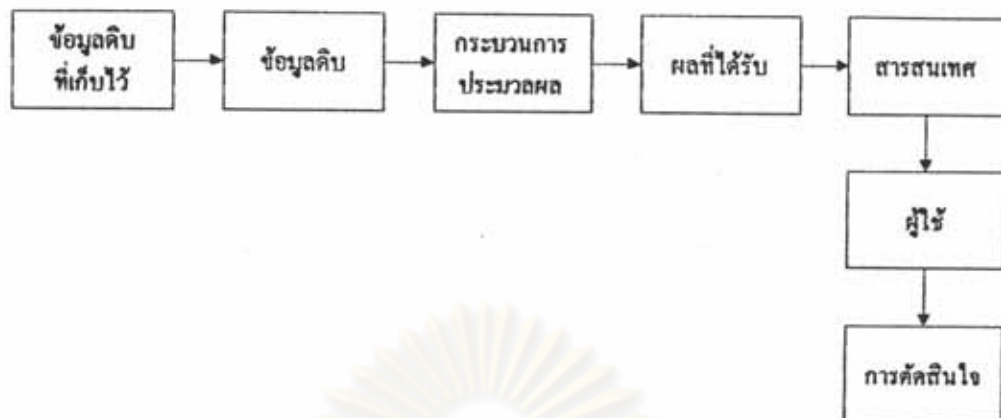 ข้อมูลดิบ
ที่เก็บไว้
ข้อมูลดิบ
กระบวนการ
ประมวลผล
ผลที่ได้รับ
สารสนเทศ
ผู้ใช้
การตัดสินใจ